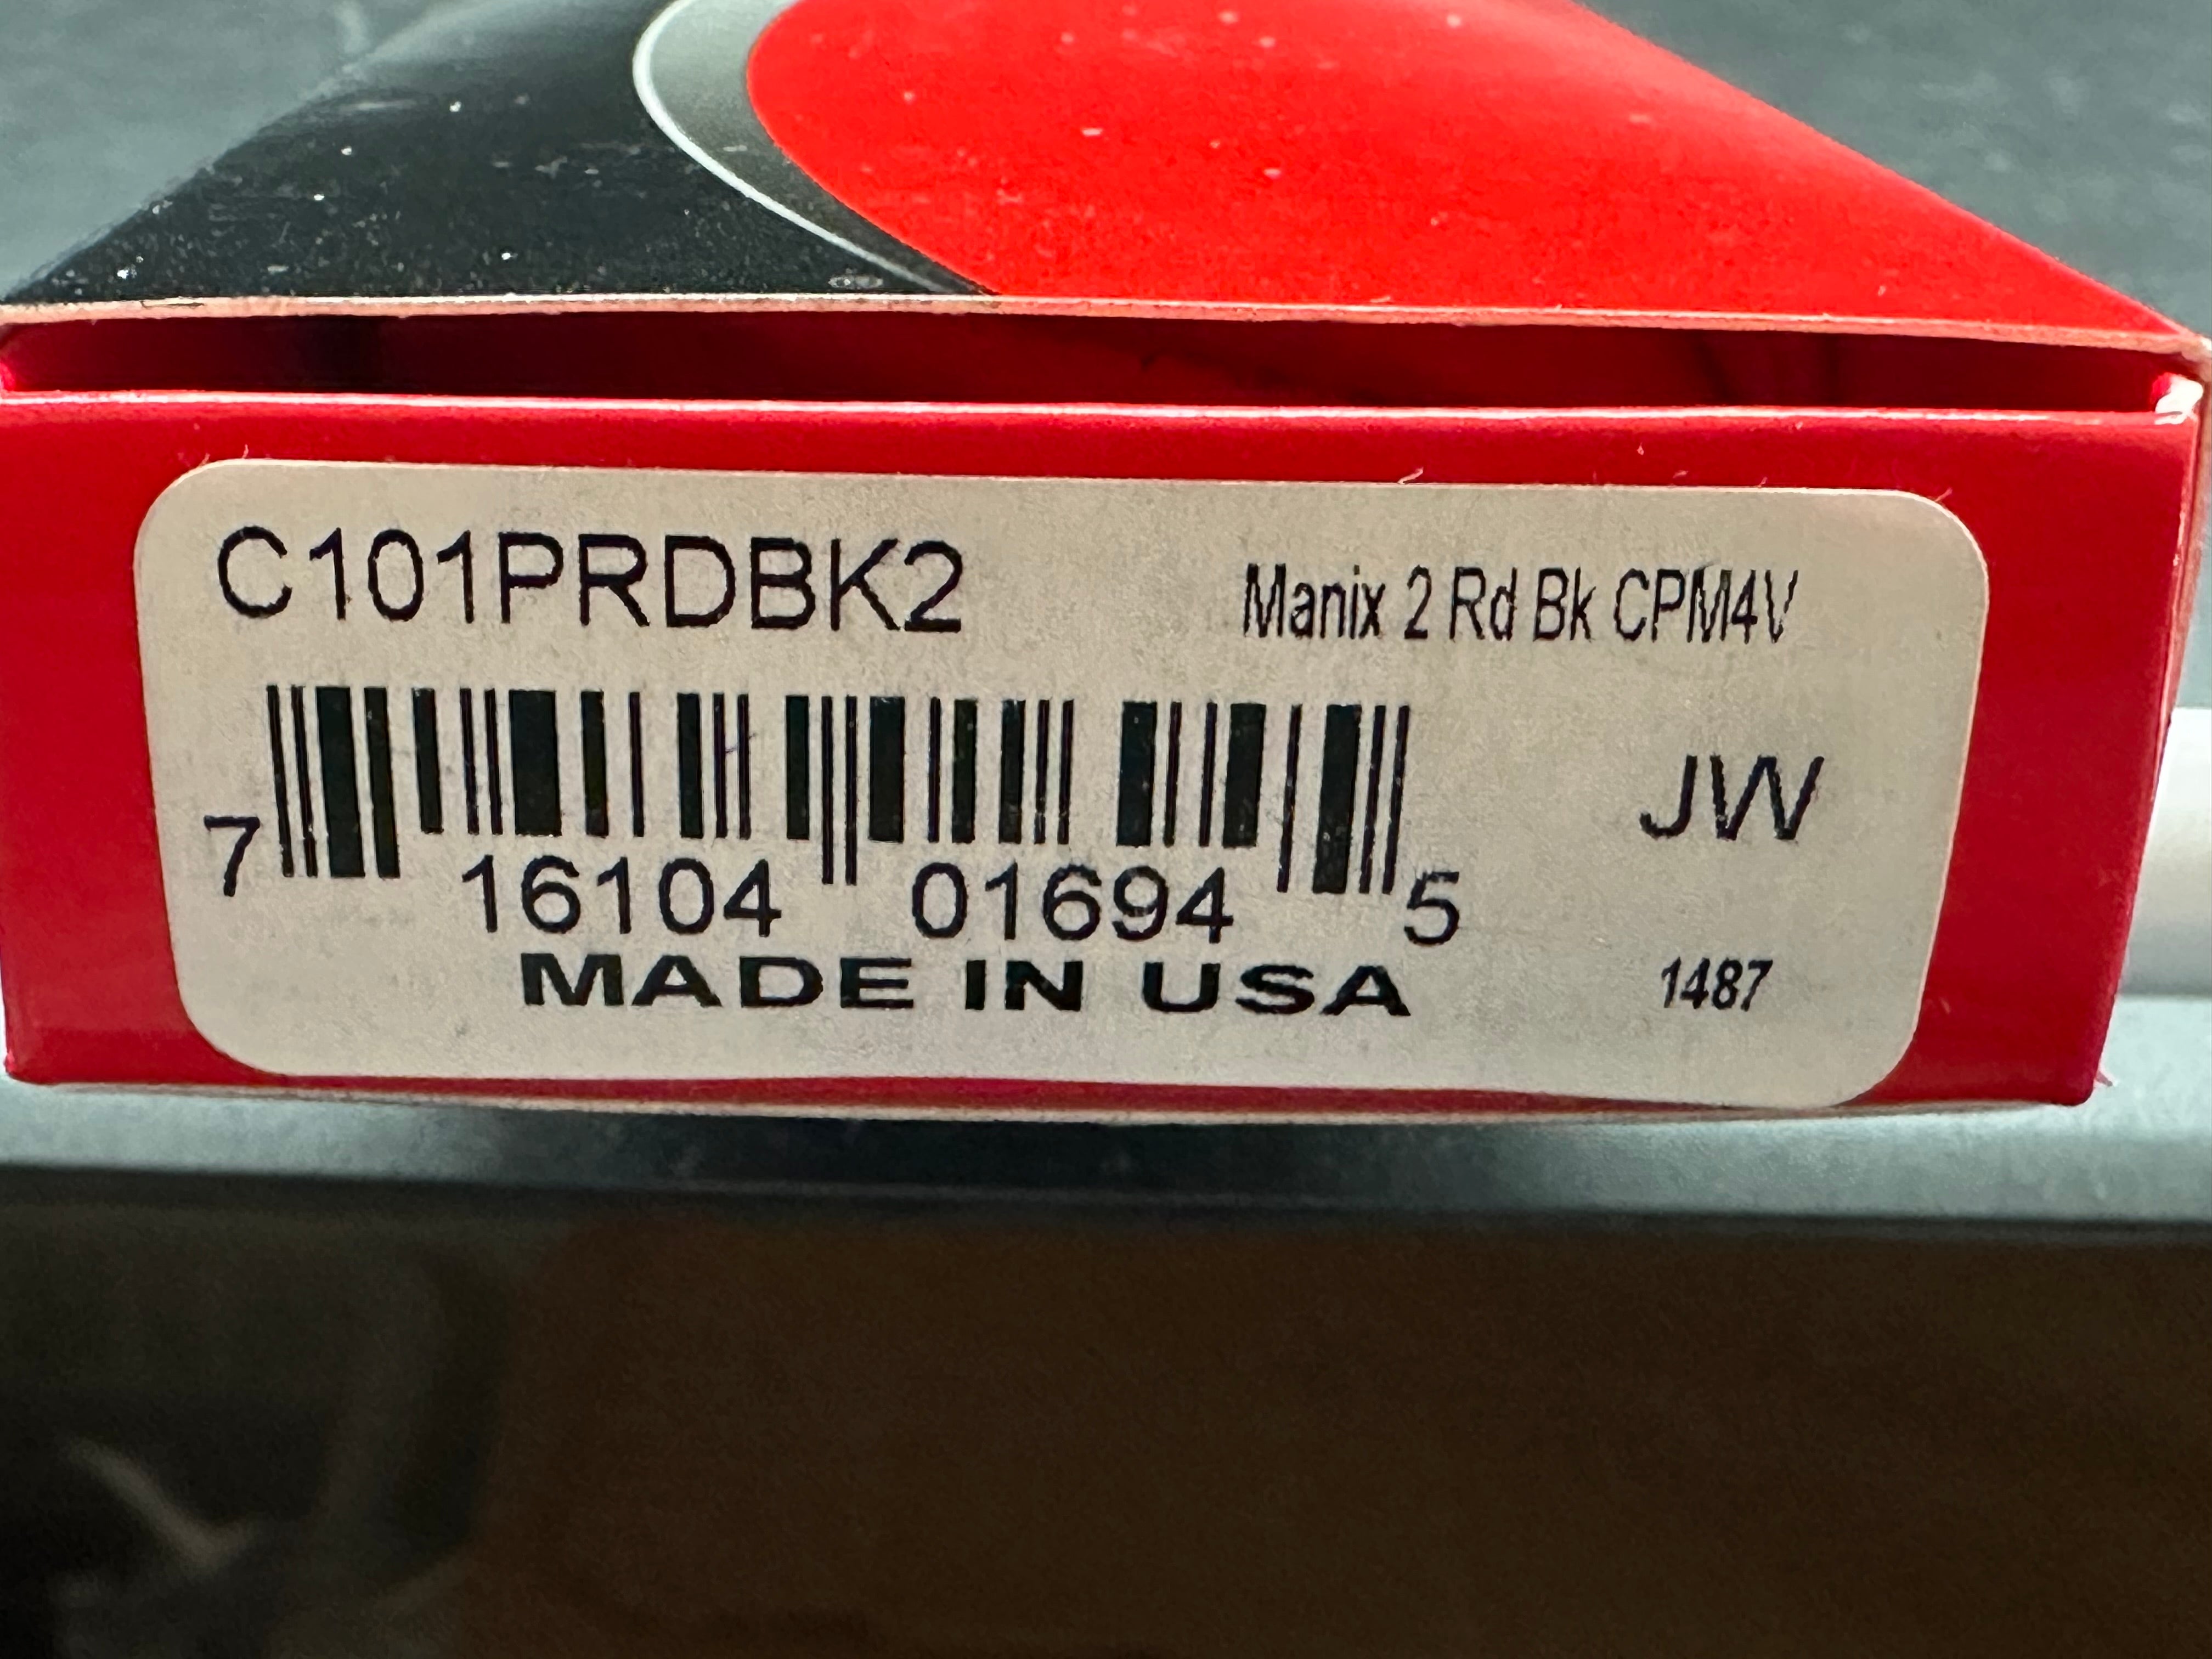 C101PRDBK2 Manix 2 Rd Bk CPM4V
7 16104 01694 5
JW
MADE IN USA
1487